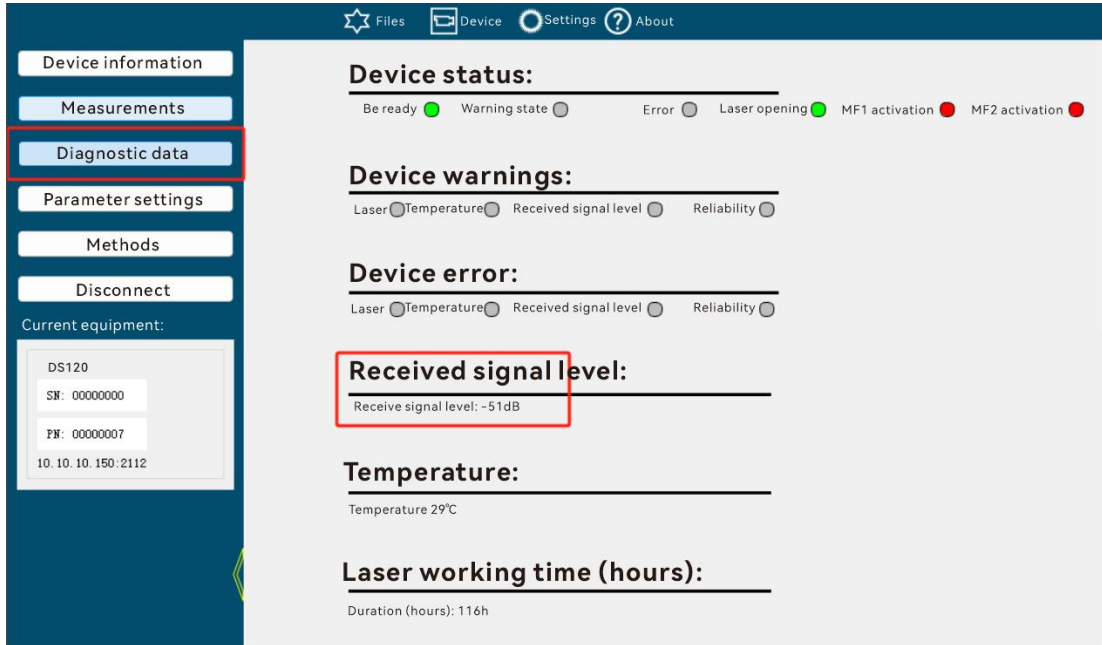 Files Device Settings ? About
Device information
Measurements
Diagnostic data
Parameter settings
Methods
Disconnect
Current equipment:
DS120
SN: 00000000
PN: 00000007
10.10.10.150:2112
Device status:
Be ready Warning state Error Laser opening MF1 activation MF2 activation
Device warnings:
Laser Temperature Received signal level Reliability
Device error:
Laser Temperature Received signal level Reliability
Received signal level:
Receive signal level: -51dB
Temperature:
Temperature 29℃
Laser working time (hours):
Duration (hours): 116h